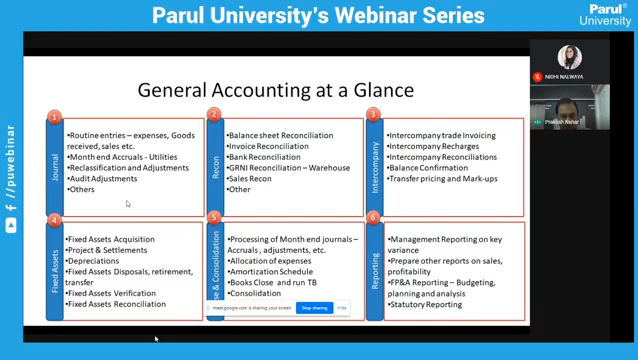 Parul University's Webinar Series
Parul®
University
f /puwebinar
General Accounting at a Glance
NIDHI NALWAYA
Prakash Nahar
1
Journal
•Routine entries – expenses, Goods
received, sales etc.
•Month end Accruals - Utilities
•Reclassification and Adjustments
•Audit Adjustments
•Others
2
Recon
•Balance sheet Reconciliation
•Invoice Reconciliation
•Bank Reconciliation
•GRNI Reconciliation – Warehouse
•Sales Recon
•Other
3
Intercompany
•Intercompany trade Invoicing
•Intercompany Recharges
•Intercompany Reconciliations
•Balance Confirmation
•Transfer pricing and Mark-ups
4
Fixed Assets
•Fixed Assets Acquisition
•Project & Settlements
•Depreciations
•Fixed Assets Disposals, retirement,
transfer
•Fixed Assets Verification
•Fixed Assets Reconciliation
5
se & Consolidation
•Processing of Month end journals –
Accruals, adjustments, etc.
•Allocation of expenses
•Amortization Schedule
•Books Close and run TB
•Consolidation
meet.google.com is sharing your screen. Stop sharing Hide
6
Reporting
•Management Reporting on key
variance
•Prepare other reports on sales,
profitability
•FP&A Reporting – Budgeting,
planning and analysis
•Statutory Reporting